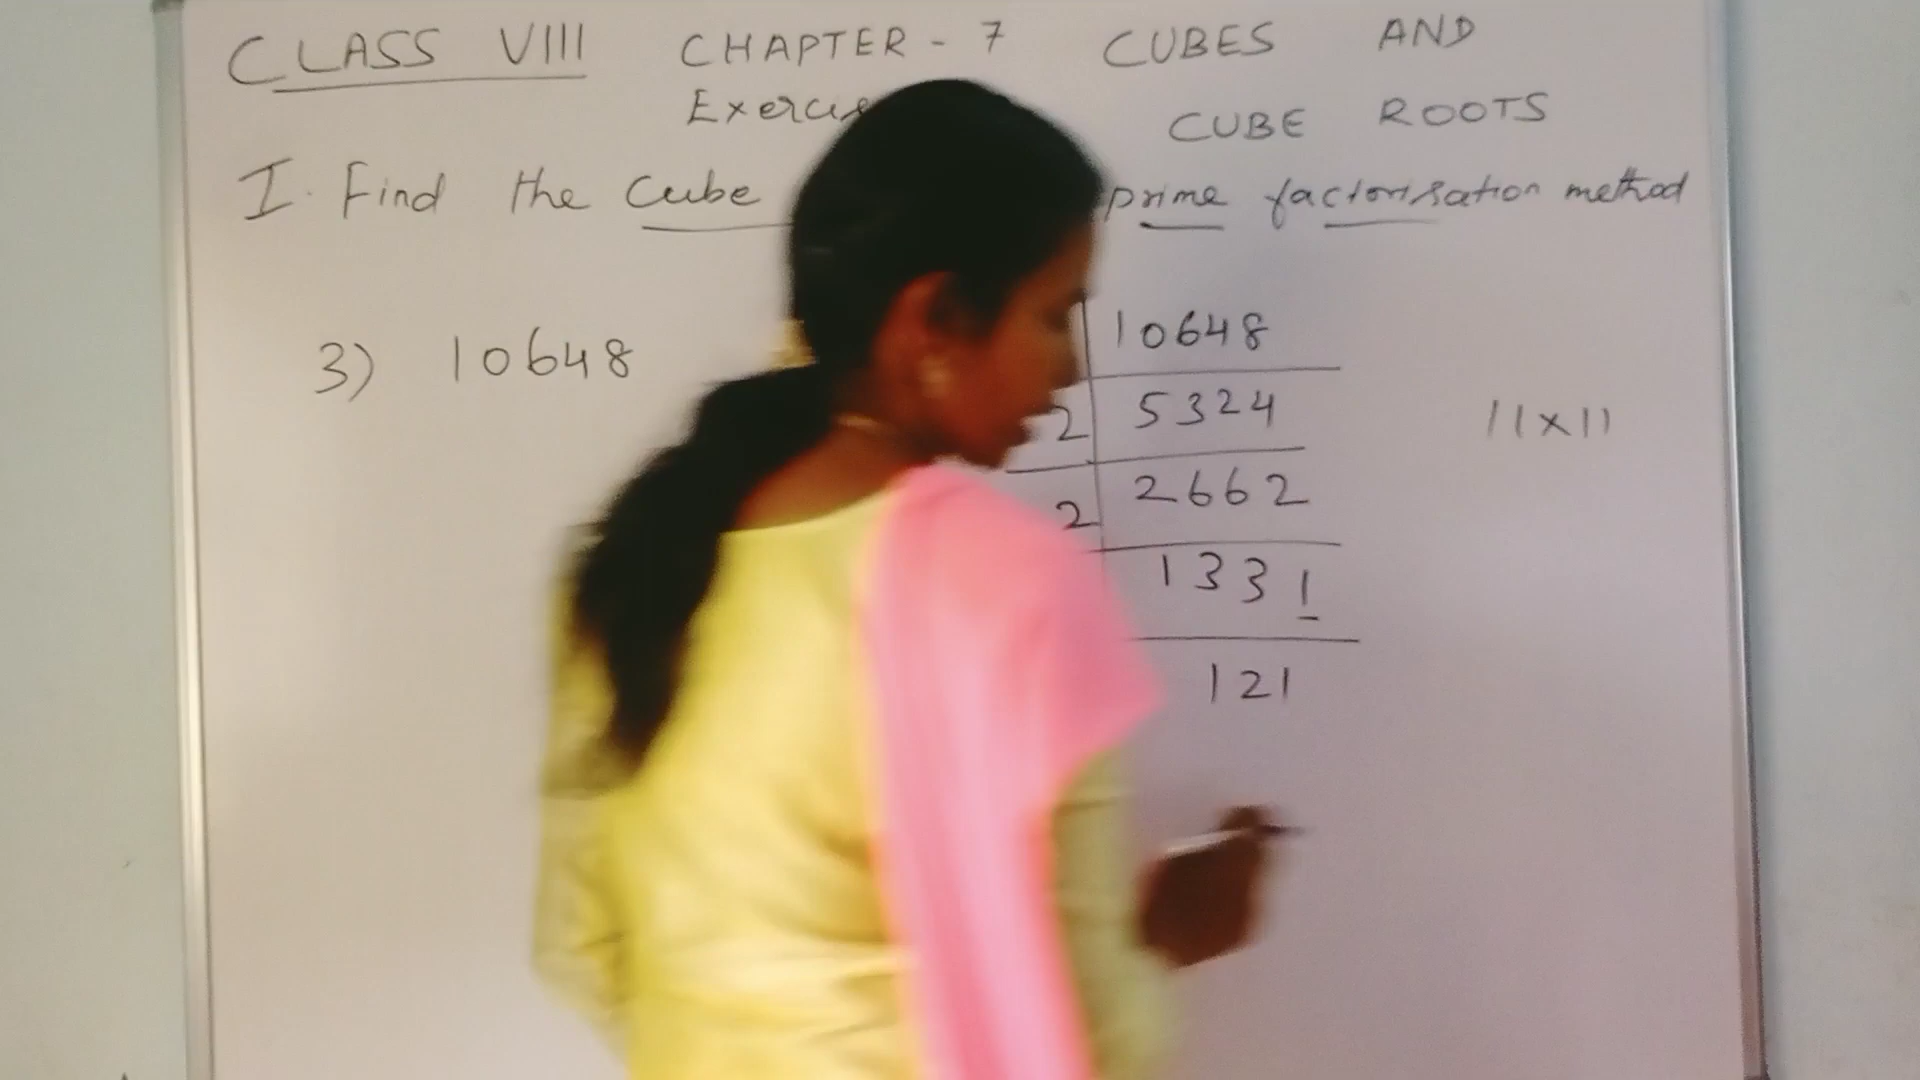 CLASS VIII CHAPTER - 7 CUBES AND
CUBE ROOTS
I. Find the cube prime factorisation method
3) 10648
10648
2 5324
2 2662
1331
121
11 x 11